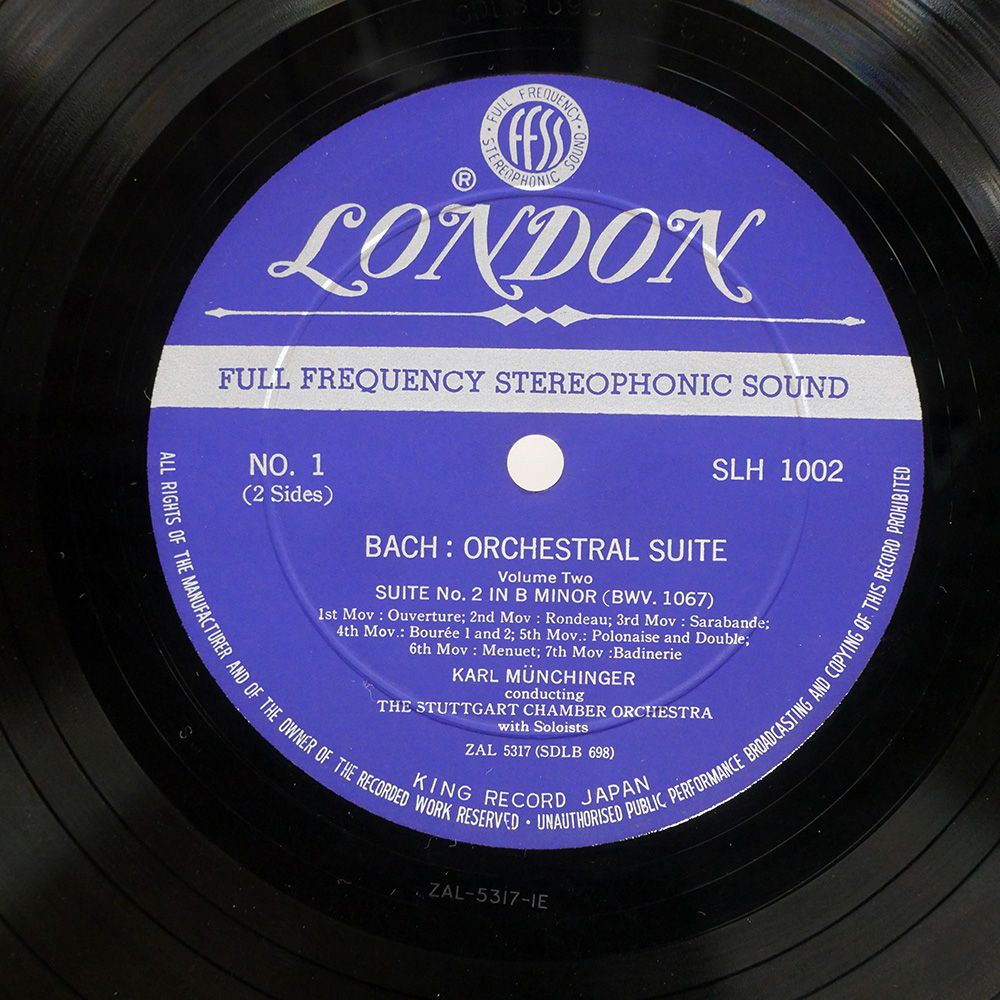 SDLB 698
FULL FREQUENCY
FFSS
STEREOPHONIC SOUND
®
LONDON
FULL FREQUENCY STEREOPHONIC SOUND
NO. 1
(2 Sides)
SLH 1002
BACH : ORCHESTRAL SUITE
Volume Two
SUITE No. 2 IN B MINOR (BWV. 1067)
1st Mov : Ouverture; 2nd Mov : Rondeau; 3rd Mov : Sarabande;
4th Mov.: Bourée 1 and 2; 5th Mov.: Polonaise and Double;
6th Mov : Menuet; 7th Mov :Badinerie
KARL MÜNCHINGER
conducting
THE STUTTGART CHAMBER ORCHESTRA
with Soloists
ZAL 5317 (SDLB 698)
KING RECORD JAPAN
ALL RIGHTS OF THE MANUFACTURER AND OF THE OWNER OF THE RECORDED WORK RESERVED · UNAUTHORISED PUBLIC PERFORMANCE BROADCASTING AND COPYING OF THIS RECORD PROHIBITED
ZAL-5317-1E